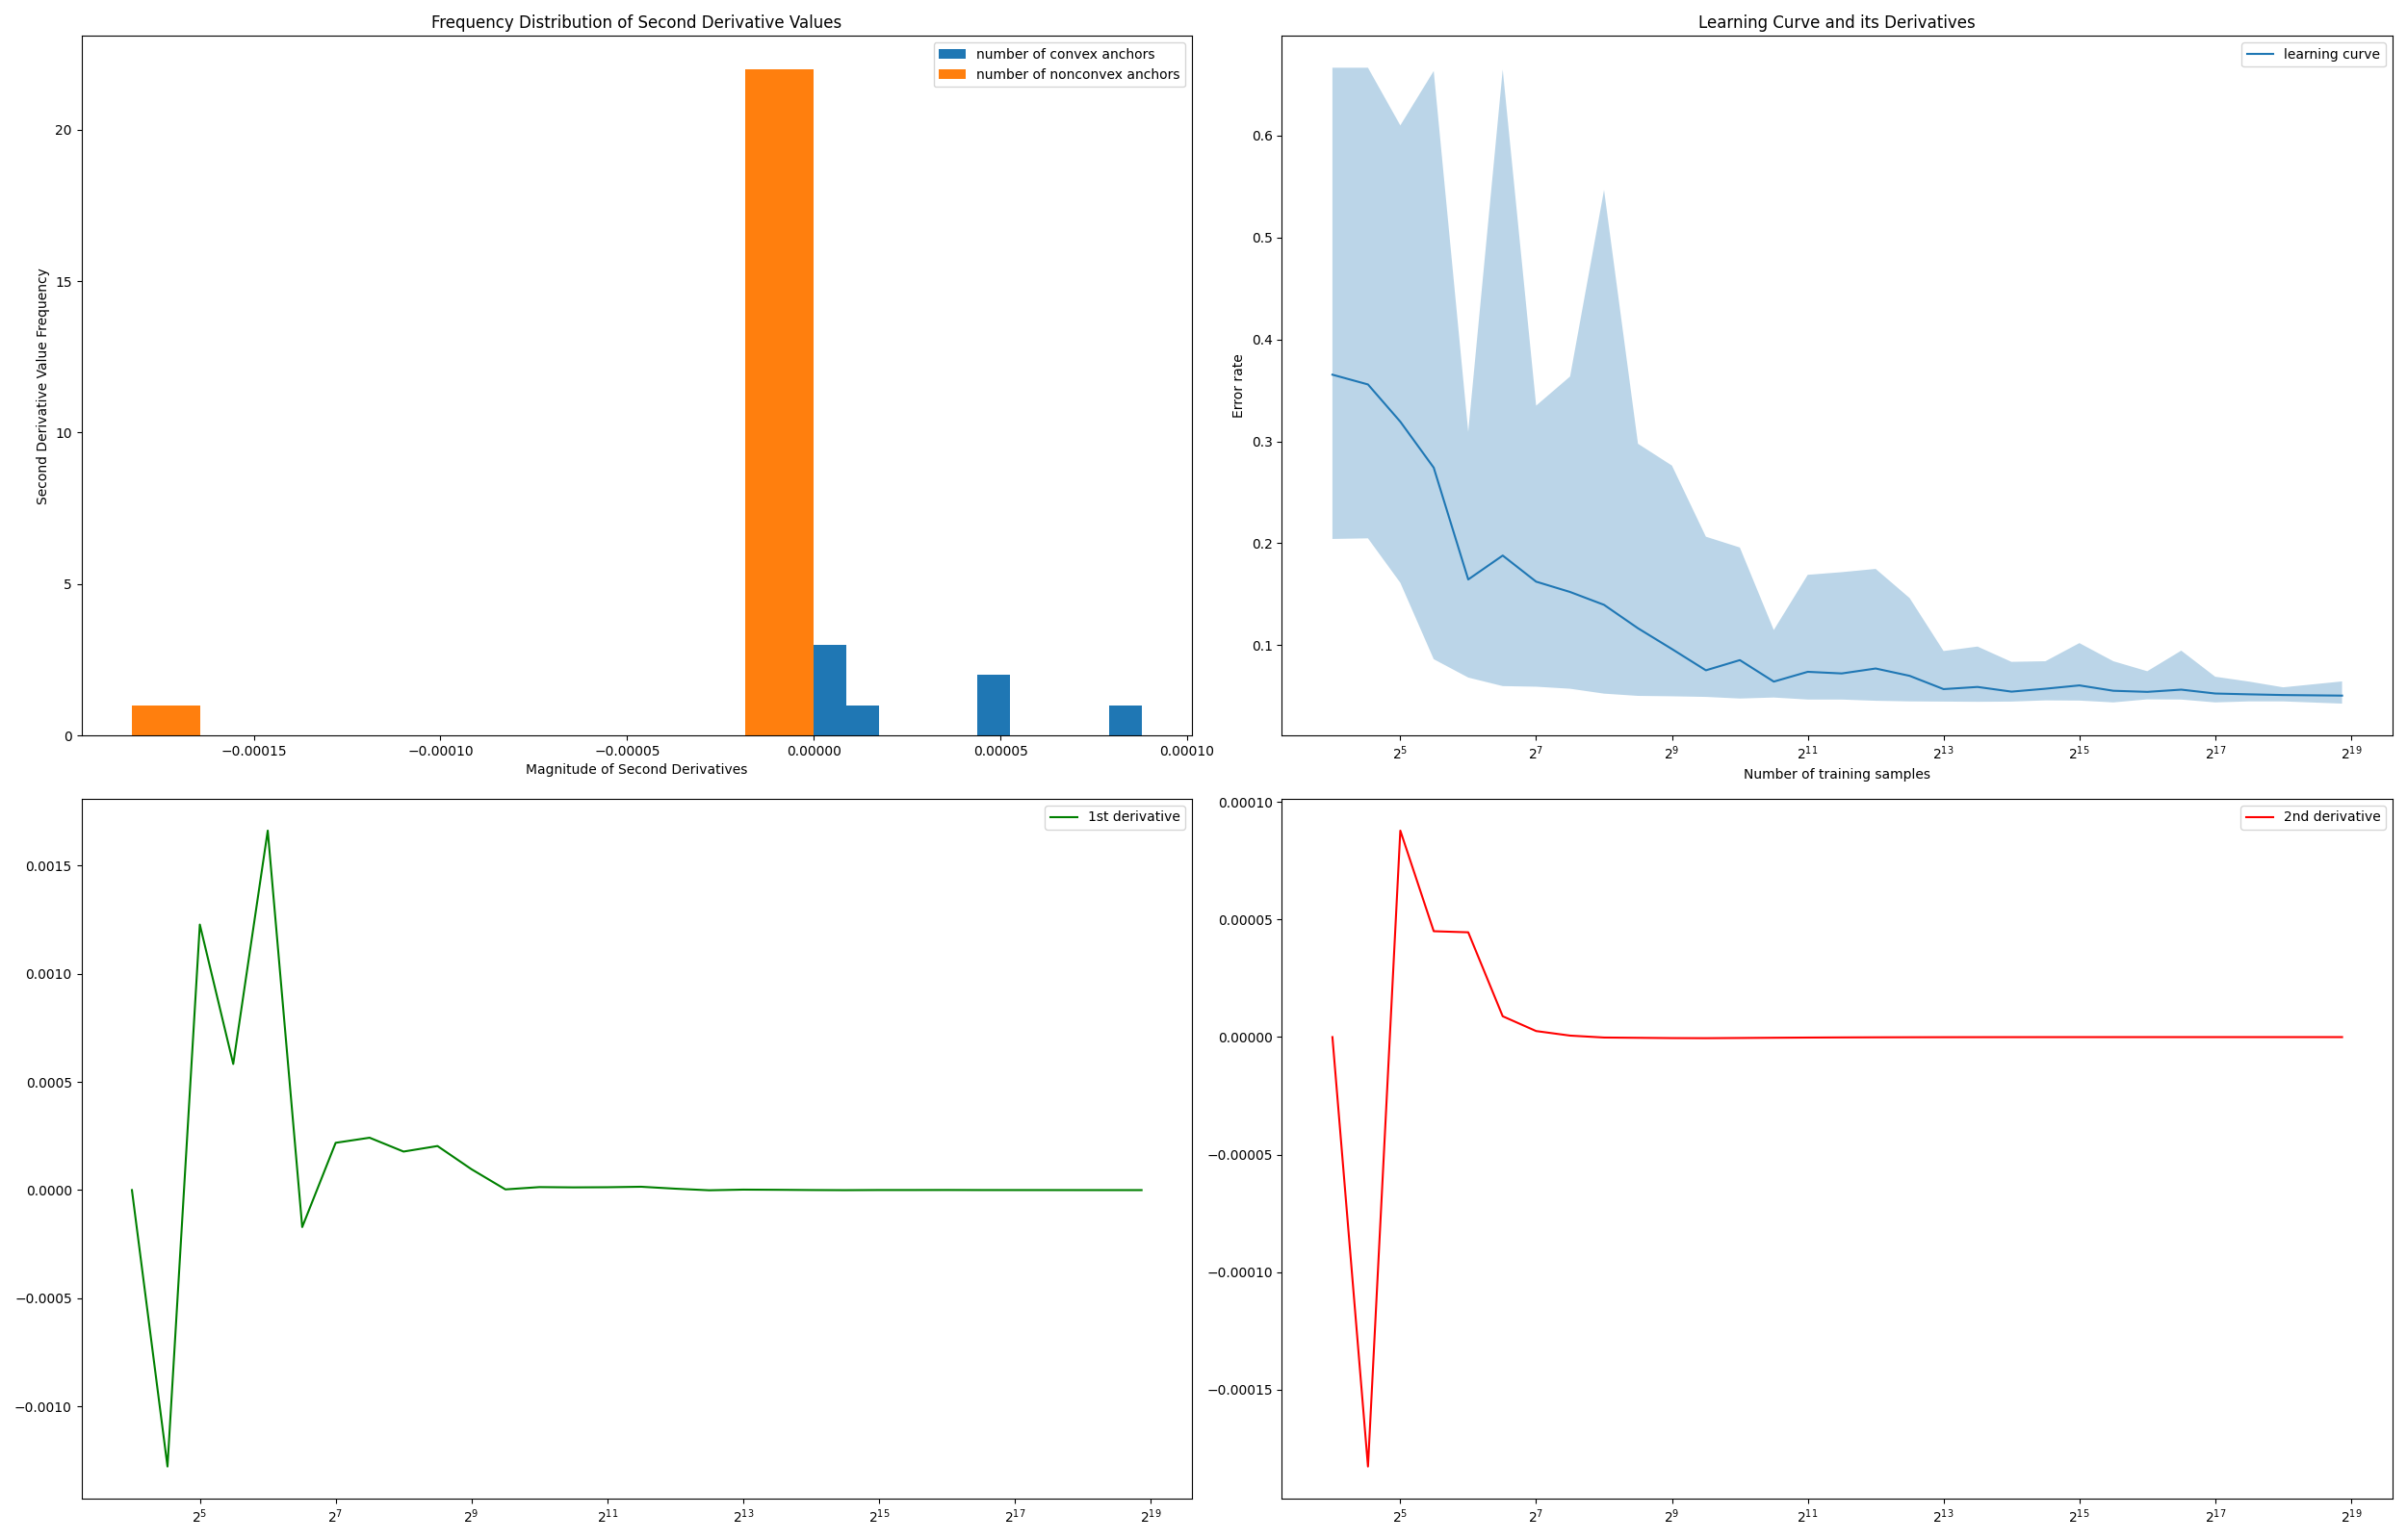 Frequency Distribution of Second Derivative Values
number of convex anchors
number of nonconvex anchors
20
15
10
5
0
Second Derivative Value Frequency
−0.00015 −0.00010 −0.00005 0.00000 0.00005 0.00010
Magnitude of Second Derivatives
Learning Curve and its Derivatives
learning curve
0.6
0.5
0.4
0.3
0.2
0.1
Error rate
2^5 2^7 2^9 2^11 2^13 2^15 2^17 2^19
Number of training samples
1st derivative
0.0015
0.0010
0.0005
0.0000
−0.0005
−0.0010
2^5 2^7 2^9 2^11 2^13 2^15 2^17 2^19
2nd derivative
0.00010
0.00005
0.00000
−0.00005
−0.00010
−0.00015
2^5 2^7 2^9 2^11 2^13 2^15 2^17 2^19